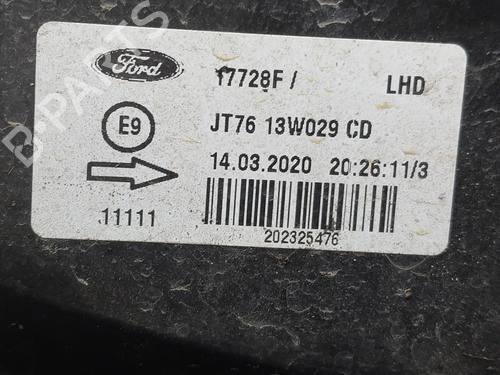 B-PARTS
Ford
17728F /
LHD
E9
JT76 13W029 CD
14.03.2020 20:26:11/3
11111
202325476